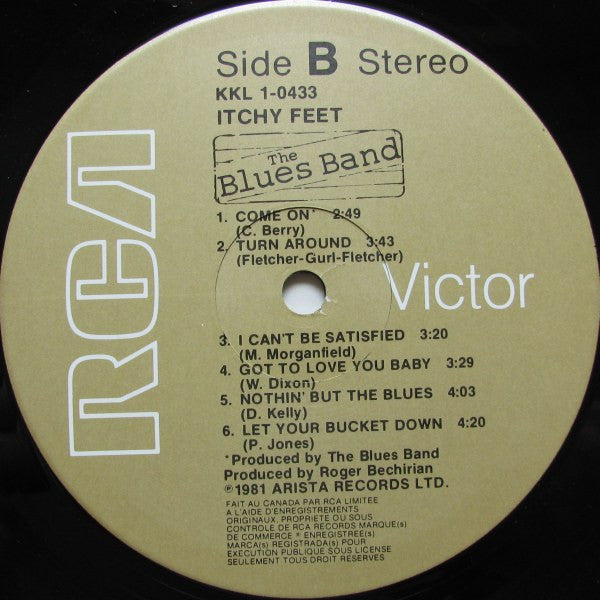 Side B Stereo
KKL 1-0433
ITCHY FEET
The
Blues Band
1. COME ON* 2:49
(C. Berry)
2. TURN AROUND 3:43
(Fletcher-Gurl-Fletcher)
RCA
Victor
3. I CAN'T BE SATISFIED 3:20
(M. Morganfield)
4. GOT TO LOVE YOU BABY 3:29
(W. Dixon)
5. NOTHIN' BUT THE BLUES 4:03
(D. Kelly)
6. LET YOUR BUCKET DOWN 4:20
(P. Jones)
*Produced by The Blues Band
Produced by Roger Bechirian
℗1981 ARISTA RECORDS LTD.
FAIT AU CANADA PAR RCA LIMITEE
A L'AIDE D'ENREGISTREMENTS
ORIGINAUX, PROPRIETE OU SOUS
CONTROLE DE RCA RECORDS MARQUE(s)
DE COMMERCE * ENREGISTREE(s)
MARCA(s) REGISTRADA(s) POUR
EXECUTION PUBLIQUE SOUS LICENSE
SEULEMENT TOUS DROIT RESERVES